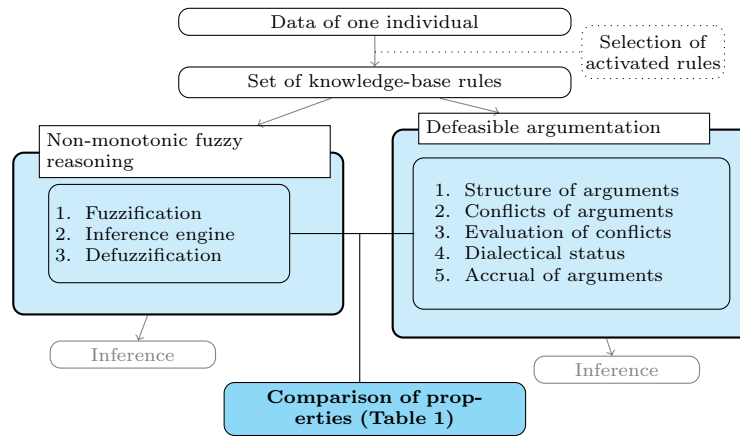 Data of one individual
Selection of
activated rules
Set of knowledge-base rules
Non-monotonic fuzzy
reasoning
1. Fuzzification
2. Inference engine
3. Defuzzification
Inference
Defeasible argumentation
1. Structure of arguments
2. Conflicts of arguments
3. Evaluation of conflicts
4. Dialectical status
5. Accrual of arguments
Inference
Comparison of prop-
erties (Table 1)